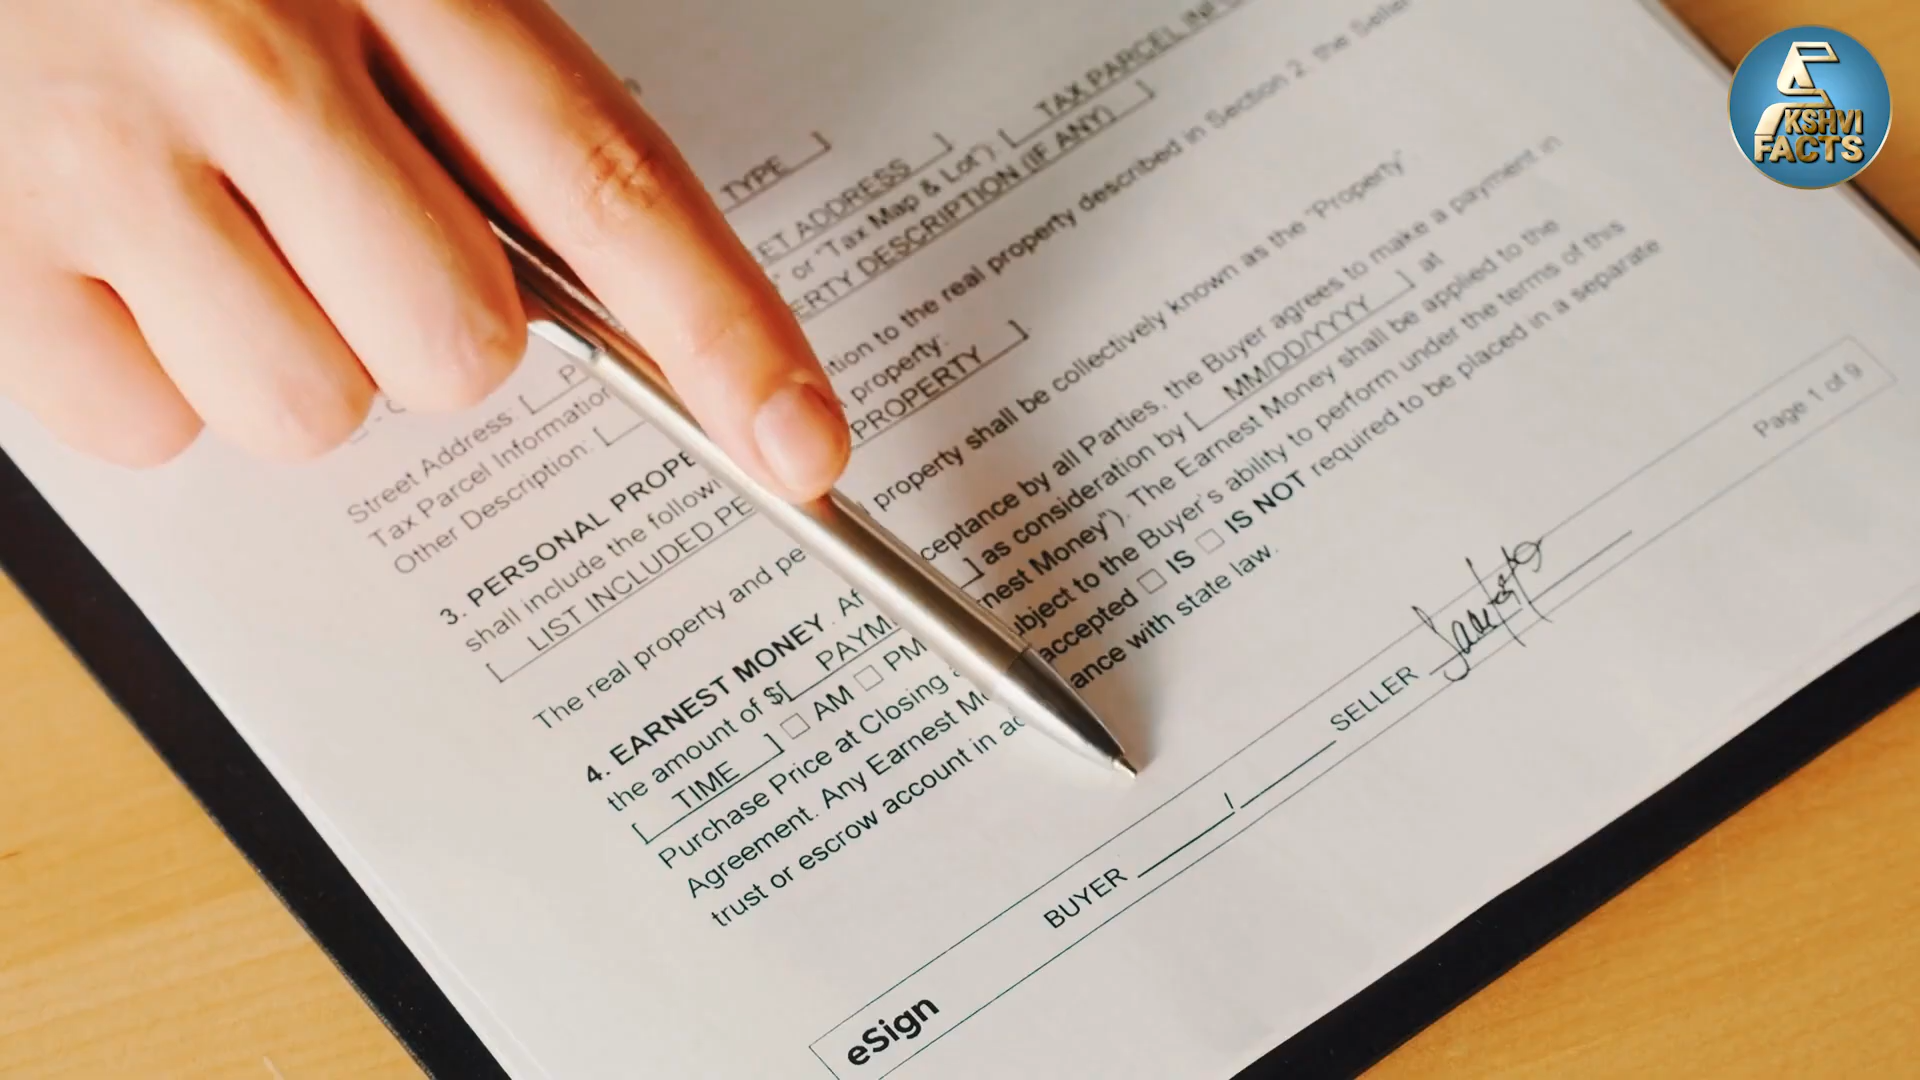 KSHVI
FACTS
TYPE ]
ET ADDRESS ]
" or "Tax Map & Lot"): [ TAX PARCEL
ERTY DESCRIPTION (IF ANY) ]
Street Address: [
Tax Parcel Information
Other Description: [
3. PERSONAL PROPE ition to the real property described in Section 2, the Seller
shall include the followi property:
[ LIST INCLUDED PE PROPERTY ]
The real property and pe property shall be collectively known as the "Property"
4. EARNEST MONEY. Af ceptance by all Parties, the Buyer agrees to make a payment in
the amount of $[ PAYM ] as consideration by [ MM/DD/YYYY ] at
[ TIME ] ☐ AM ☐ PM rnest Money"). The Earnest Money shall be applied to the
Purchase Price at Closing ubject to the Buyer's ability to perform under the terms of this
Agreement. Any Earnest M accepted ☐ IS ☐ IS NOT required to be placed in a separate
trust or escrow account in ac ance with state law.
eSign BUYER / SELLER Page 1 of 9